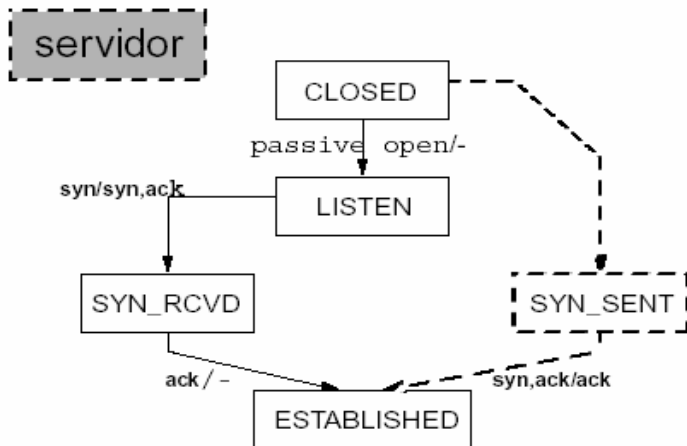 servidor
CLOSED
passive open/-
syn/syn,ack
LISTEN
SYN_RCVD
SYN_SENT
ack / -
syn,ack/ack
ESTABLISHED